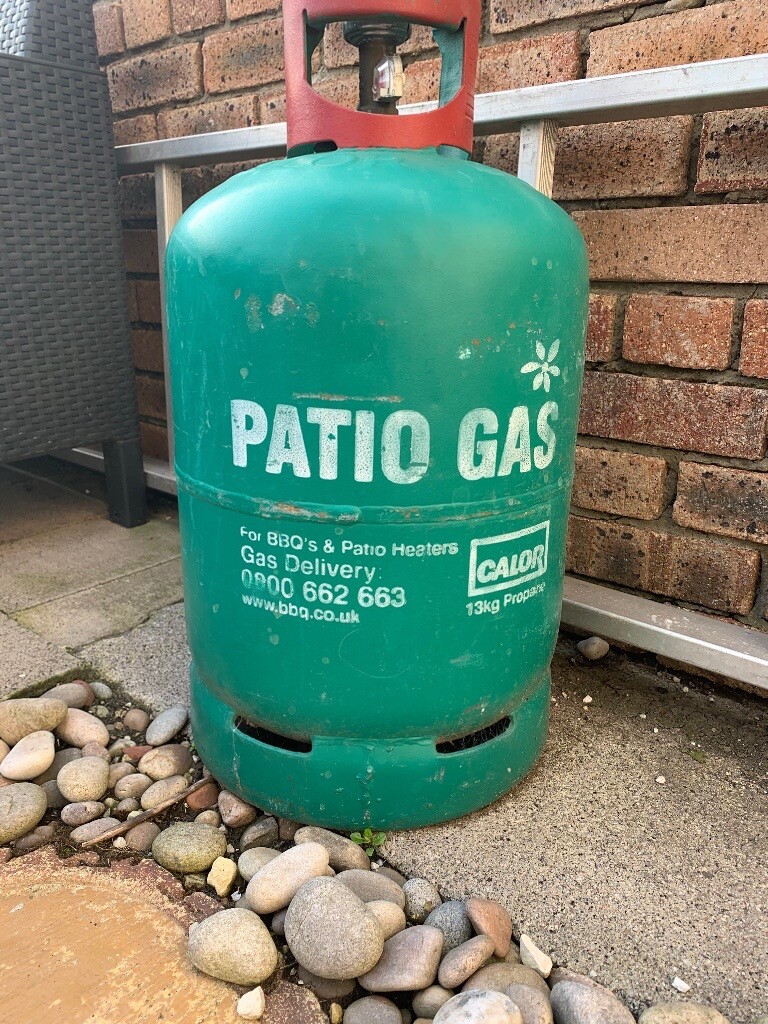 PATIO GAS
For BBQ's & Patio Heaters
Gas Delivery:
0800 662 663
www.bbq.co.uk
CALOR
13kg Propane